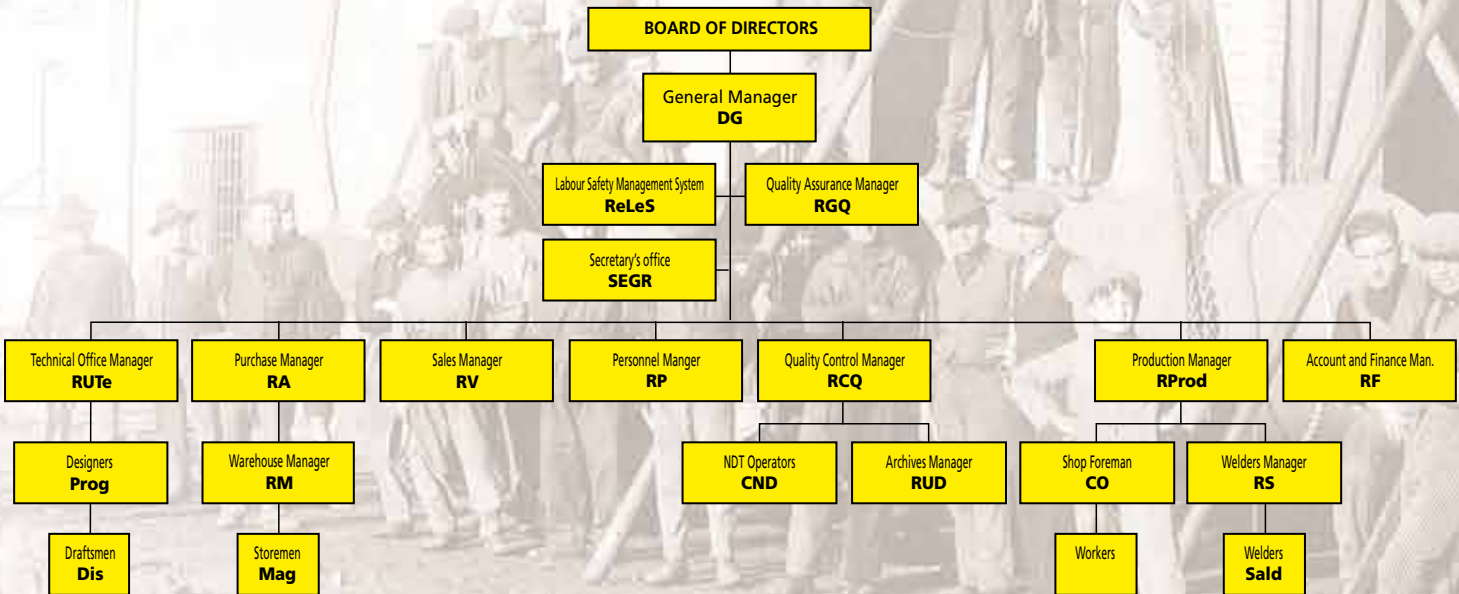 BOARD OF DIRECTORS
General Manager
DG
Labour Safety Management System
ReLeS
Quality Assurance Manager
RGQ
Secretary's office
SEGR
Technical Office Manager
RUTe
Purchase Manager
RA
Sales Manager
RV
Personnel Manger
RP
Quality Control Manager
RCQ
Production Manager
RProd
Account and Finance Man.
RF
Designers
Prog
Warehouse Manager
RM
NDT Operators
CND
Archives Manager
RUD
Shop Foreman
CO
Welders Manager
RS
Draftsmen
Dis
Storemen
Mag
Workers
Welders
Sald